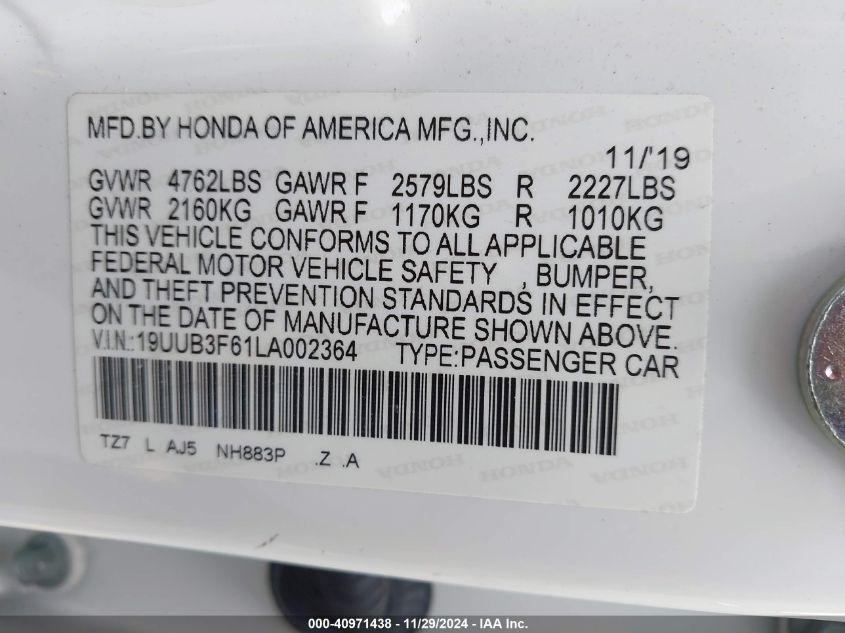 MFD.BY HONDA OF AMERICA MFG.,INC.
11/'19
GVWR 4762LBS GAWR F 2579LBS R 2227LBS
GVWR 2160KG GAWR F 1170KG R 1010KG
THIS VEHICLE CONFORMS TO ALL APPLICABLE
FEDERAL MOTOR VEHICLE SAFETY , BUMPER,
AND THEFT PREVENTION STANDARDS IN EFFECT
ON THE DATE OF MANUFACTURE SHOWN ABOVE.
V.I.N.:19UUB3F61LA002364 TYPE:PASSENGER CAR
TZ7 L AJ5 NH883P .Z .A
HONDA HONDA HONDA
000-40971438 - 11/29/2024 - IAA Inc.